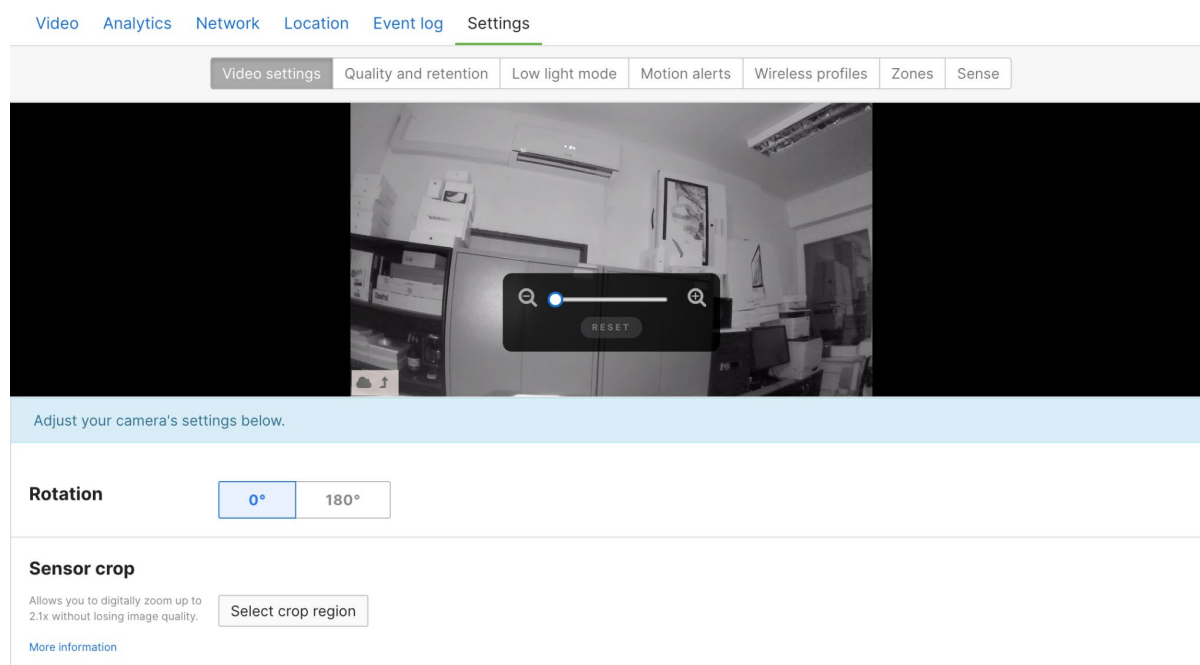 Video Analytics Network Location Event log Settings
Video settings Quality and retention Low light mode Motion alerts Wireless profiles Zones Sense
RESET
Adjust your camera's settings below.
Rotation 0° 180°
Sensor crop
Allows you to digitally zoom up to
2.1x without losing image quality.
Select crop region
More information